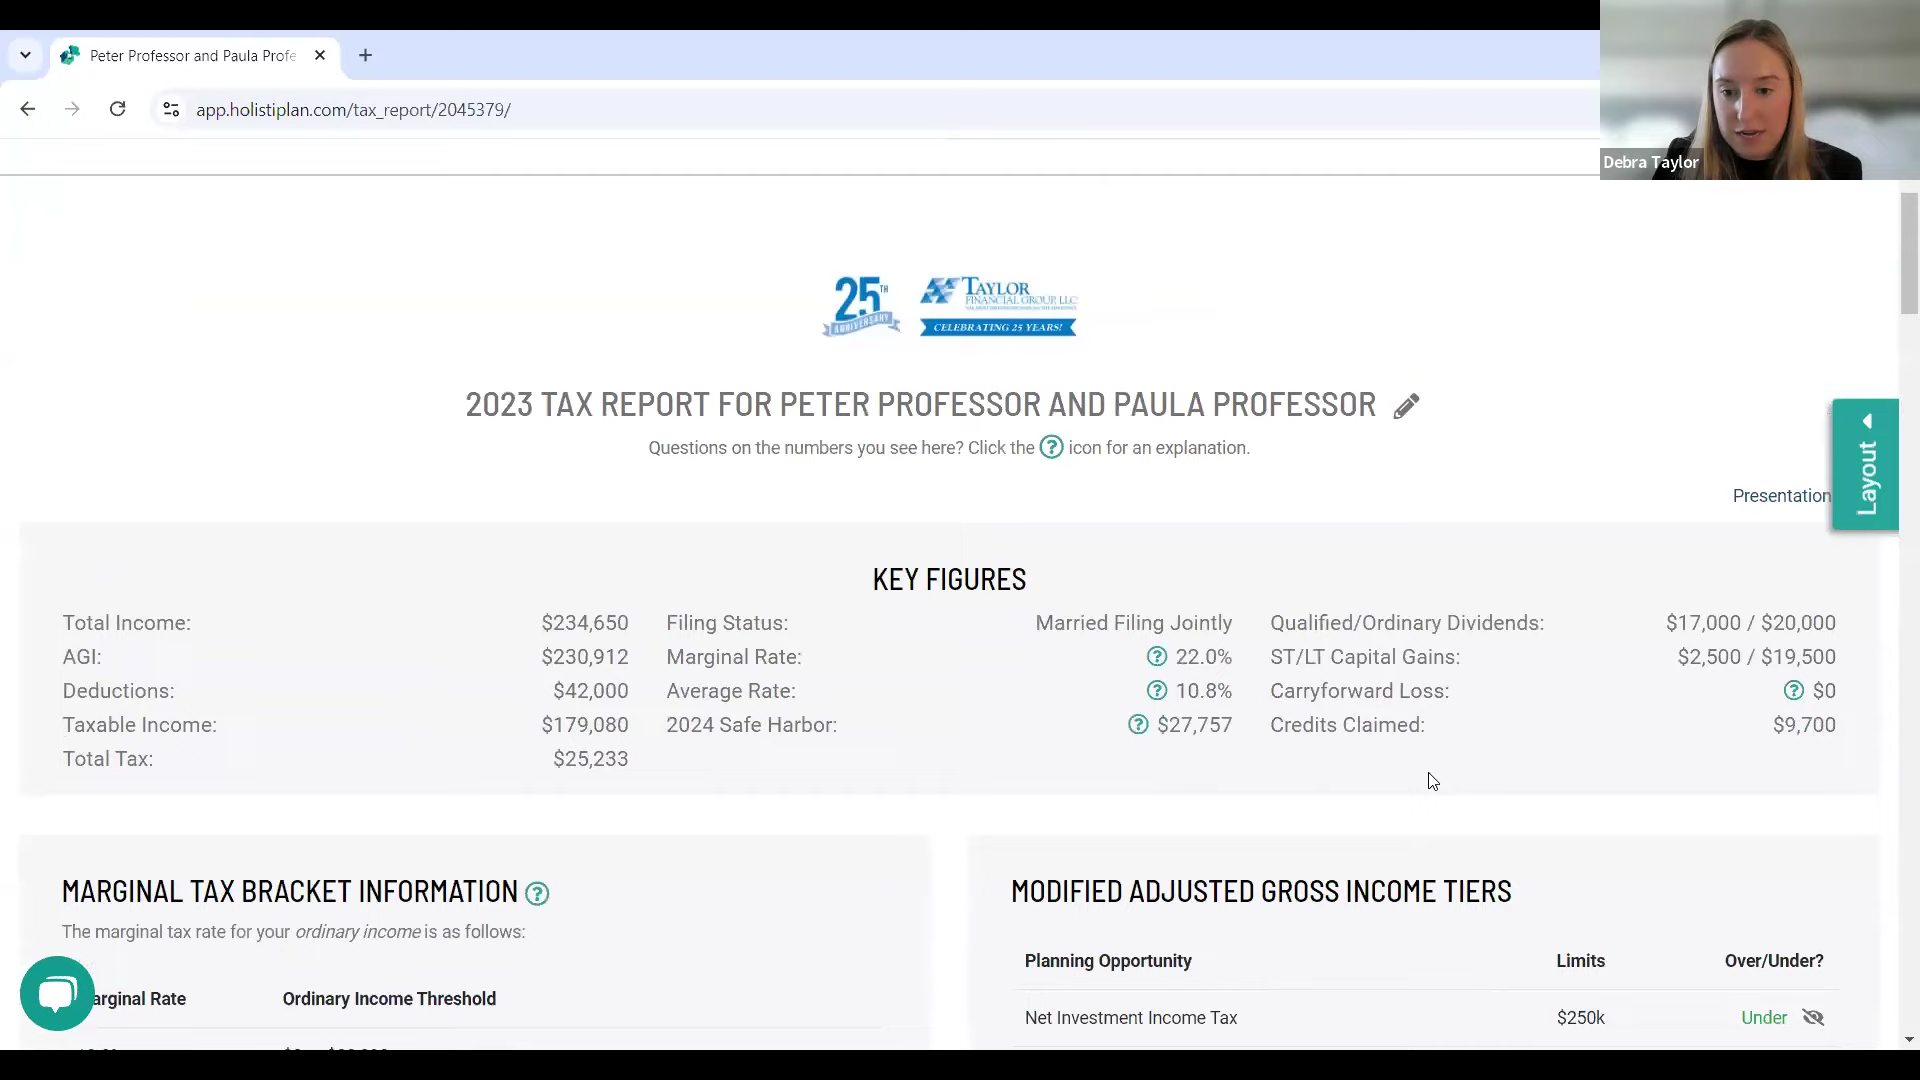 Peter Professor and Paula Profe
app.holistiplan.com/tax_report/2045379/
Debra Taylor
25TH
ANNIVERSARY
TAYLOR
FINANCIAL GROUP, LLC
CELEBRATING 25 YEARS!
2023 TAX REPORT FOR PETER PROFESSOR AND PAULA PROFESSOR
Questions on the numbers you see here? Click the ? icon for an explanation.
Presentation
Layout
KEY FIGURES
Total Income: $234,650
AGI: $230,912
Deductions: $42,000
Taxable Income: $179,080
Total Tax: $25,233
Filing Status: Married Filing Jointly
Marginal Rate: ? 22.0%
Average Rate: ? 10.8%
2024 Safe Harbor: ? $27,757
Qualified/Ordinary Dividends: $17,000 / $20,000
ST/LT Capital Gains: $2,500 / $19,500
Carryforward Loss: ? $0
Credits Claimed: $9,700
MARGINAL TAX BRACKET INFORMATION ?
The marginal tax rate for your ordinary income is as follows:
arginal Rate Ordinary Income Threshold
MODIFIED ADJUSTED GROSS INCOME TIERS
Planning Opportunity Limits Over/Under?
Net Investment Income Tax $250k Under